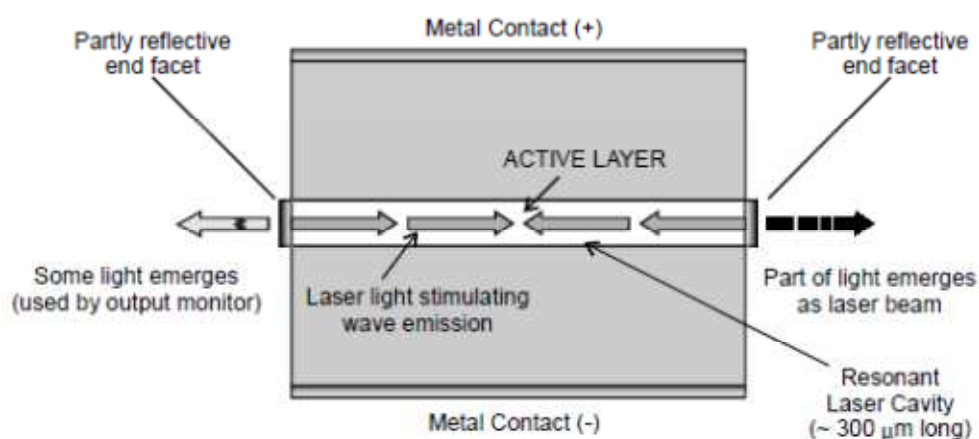 Metal Contact (+)
Partly reflective
end facet
Partly reflective
end facet
ACTIVE LAYER
Some light emerges
(used by output monitor)
Laser light stimulating
wave emission
Part of light emerges
as laser beam
Resonant
Laser Cavity
(~ 300 μm long)
Metal Contact (-)